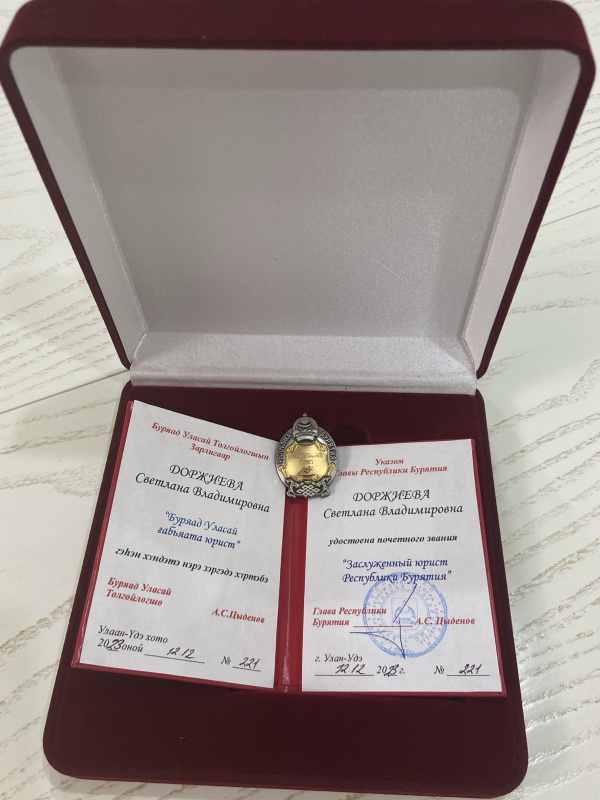 Буряад Уласай Толгойлогшын
Зарлигаар
ДОРЖИЕВА
Светлана Владимировна
"Буряад Уласай
габьяата юрист"
гэһэн хүндэтэ нэрэ зэргэдэ хүртэбэ
Буряад Уласай
Толгойлогшо
А.С.Цыденов
Улаан-Үдэ хото
2023 оной 12.12 № 221
Указом
Главы Республики Бурятия
ДОРЖИЕВА
Светлана Владимировна
удостоена почетного звания
"Заслуженный юрист
Республики Бурятия"
Глава Республики
Бурятия А.С. Цыденов
г. Улан-Удэ
12 12 2023 г. № 221